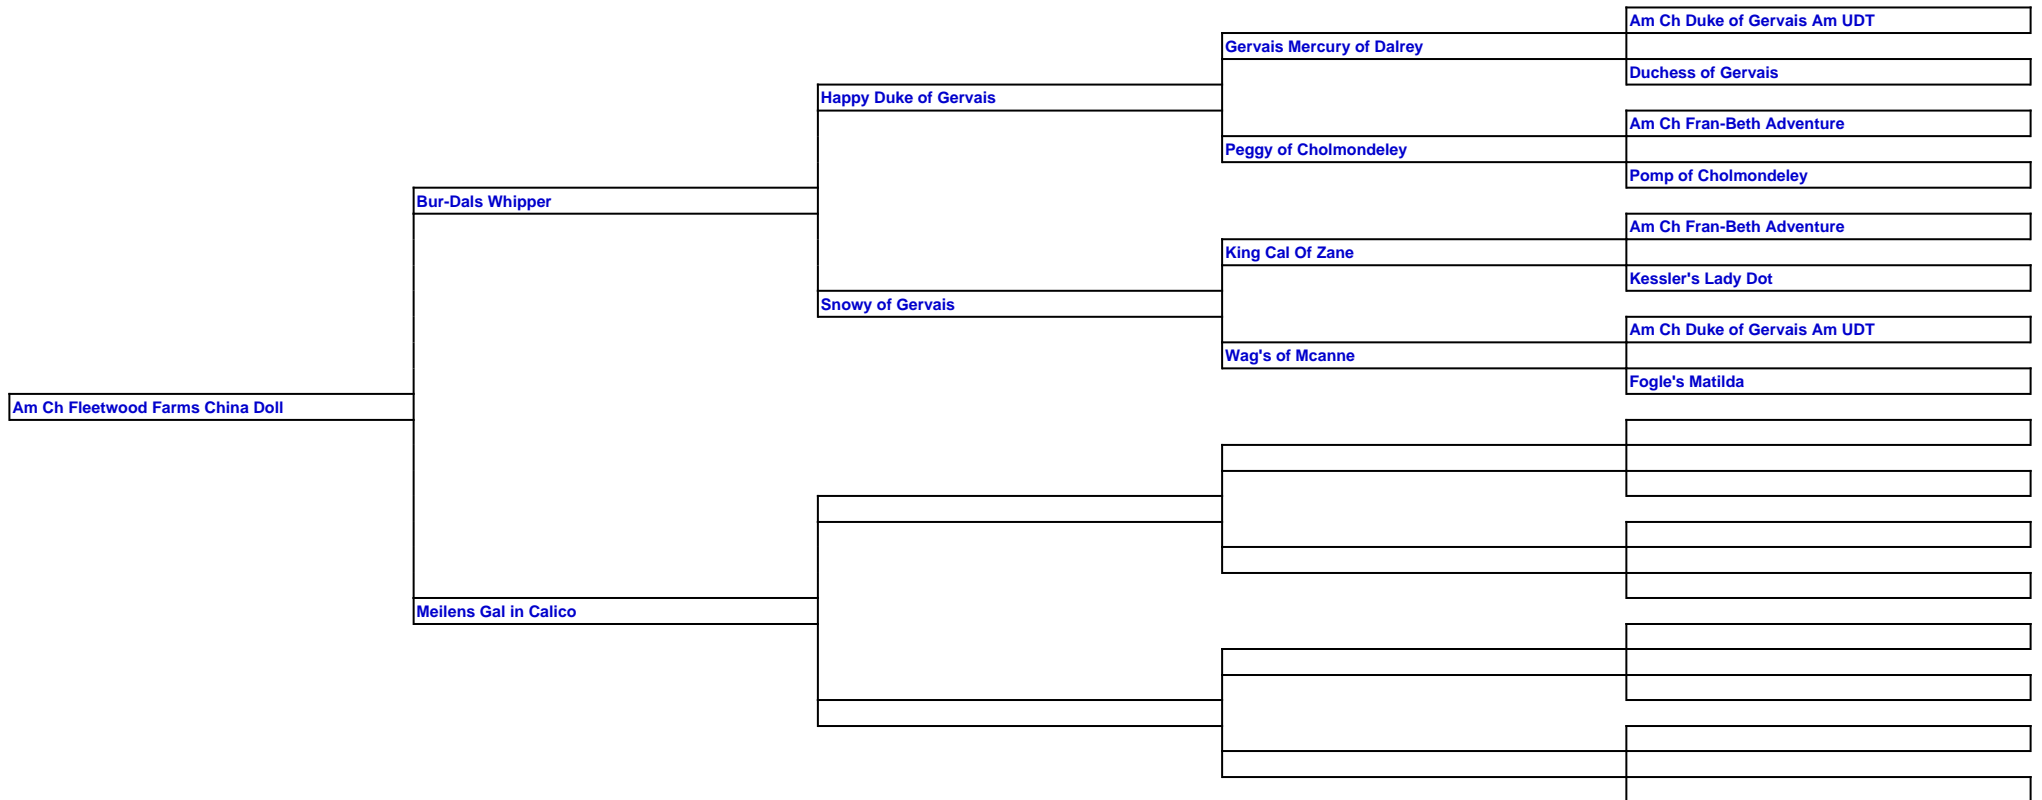 Am Ch Duke of Gervais Am UDT
Gervais Mercury of Dalrey
Duchess of Gervais
Happy Duke of Gervais
Am Ch Fran-Beth Adventure
Peggy of Cholmondeley
Pomp of Cholmondeley
Bur-Dals Whipper
Am Ch Fran-Beth Adventure
King Cal Of Zane
Kessler's Lady Dot
Snowy of Gervais
Am Ch Duke of Gervais Am UDT
Wag's of Mcanne
Fogle's Matilda
Am Ch Fleetwood Farms China Doll
Meilens Gal in Calico